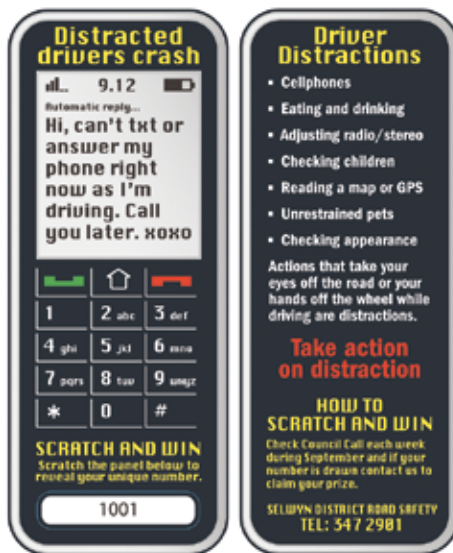 Distracted
drivers crash
9.12
Automatic reply...
Hi, can't txt or
answer my
phone right
now as I'm
driving. Call
you later. xoxo
1
2 abc
3 def
4 ghi
5 jkl
6 mno
7 pqrs
8 tuv
9 wxyz
*
0
#
SCRATCH AND WIN
Scratch the panel below to
reveal your unique number.
1001
Driver
Distractions
• Cellphones
• Eating and drinking
• Adjusting radio/stereo
• Checking children
• Reading a map or GPS
• Unrestrained pets
• Checking appearance
Actions that take your
eyes off the road or your
hands off the wheel while
driving are distractions.
Take action
on distraction
HOW TO
SCRATCH AND WIN
Check Council Call each week
during September and if your
number is drawn contact us to
claim your prize.
SELWYN DISTRICT ROAD SAFETY
TEL: 347 2901